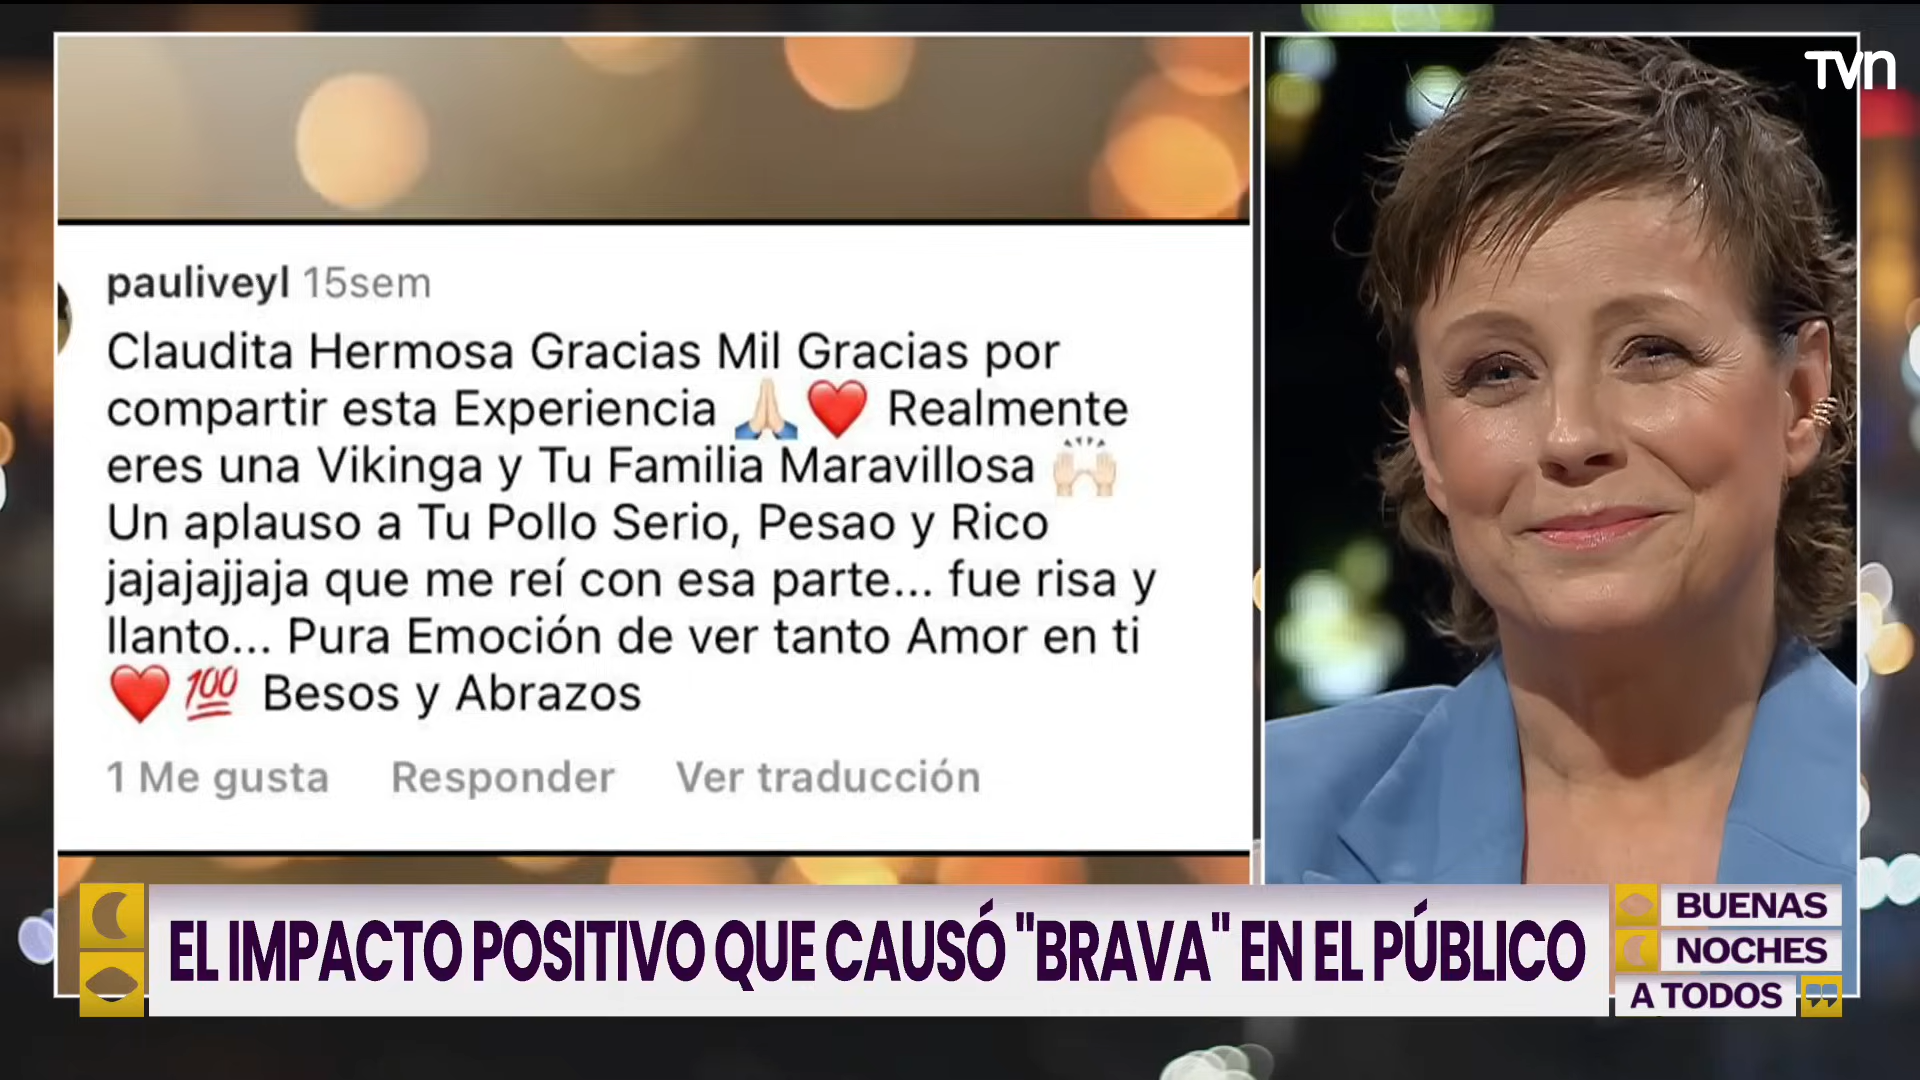 TVN
pauliveyl 15sem
Claudita Hermosa Gracias Mil Gracias por
compartir esta Experiencia 🙏🏻❤️ Realmente
eres una Vikinga y Tu Familia Maravillosa 🙌🏻
Un aplauso a Tu Pollo Serio, Pesao y Rico
jajajajjaja que me reí con esa parte... fue risa y
llanto... Pura Emoción de ver tanto Amor en ti
❤️💯 Besos y Abrazos
1 Me gusta Responder Ver traducción
EL IMPACTO POSITIVO QUE CAUSÓ "BRAVA" EN EL PÚBLICO
BUENAS
NOCHES
A TODOS